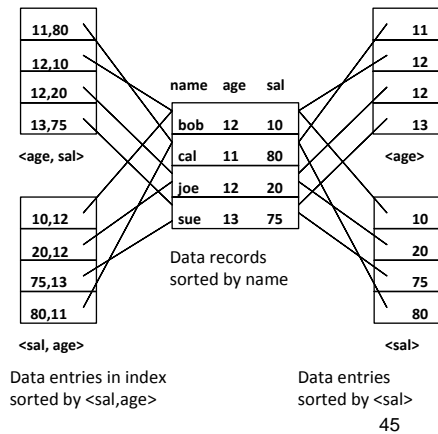 11,80
12,10
12,20
13,75
<age, sal>
10,12
20,12
75,13
80,11
<sal, age>
Data entries in index
sorted by <sal,age>
name age sal
bob 12 10
cal 11 80
joe 12 20
sue 13 75
Data records
sorted by name
11
12
12
13
<age>
10
20
75
80
<sal>
Data entries
sorted by <sal>
45